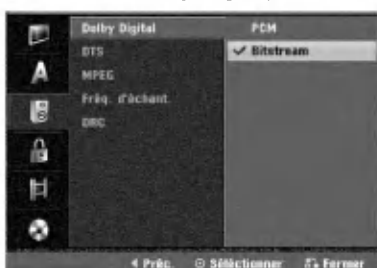 Dolby Digital
DTS
MPEG
Fréq. d'échant.
DRC
PCM
Bitstream
A
Préc.
Sélectionner
Fermer